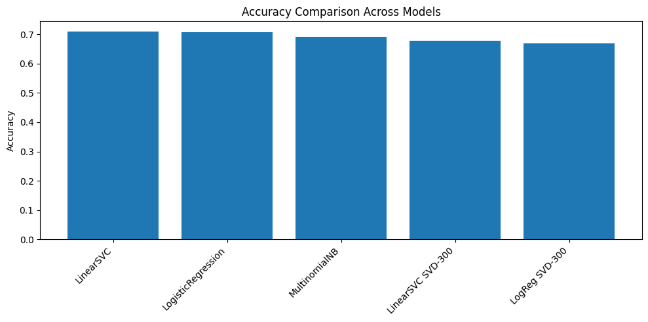 Accuracy Comparison Across Models
Accuracy
0.7
0.6
0.5
0.4
0.3
0.2
0.1
0.0
LinearSVC
LogisticRegression
MultinomialNB
LinearSVC SVD-300
LogReg SVD-300